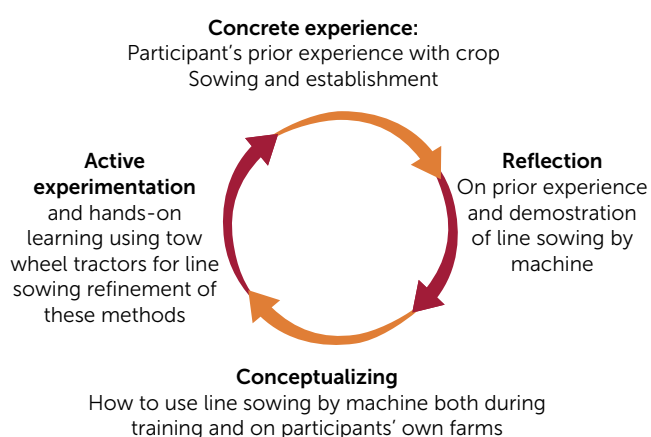 Concrete experience:
Participant’s prior experience with crop
Sowing and establishment
Reflection
On prior experience
and demostration
of line sowing by
machine
Conceptualizing
How to use line sowing by machine both during
training and on participants’ own farms
Active
experimentation
and hands-on
learning using tow
wheel tractors for line
sowing refinement of
these methods